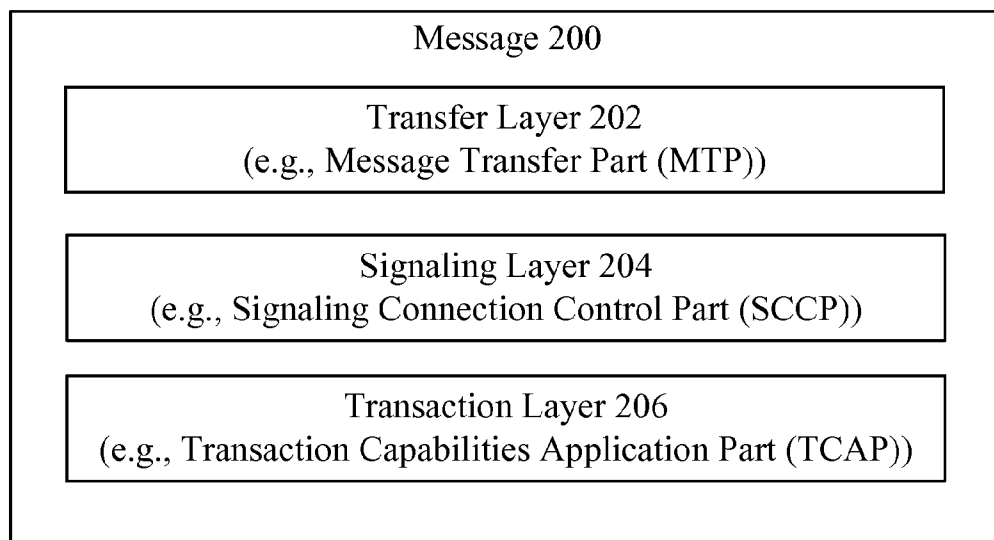 Message 200
Transfer Layer 202
(e.g., Message Transfer Part (MTP))
Signaling Layer 204
(e.g., Signaling Connection Control Part (SCCP))
Transaction Layer 206
(e.g., Transaction Capabilities Application Part (TCAP))